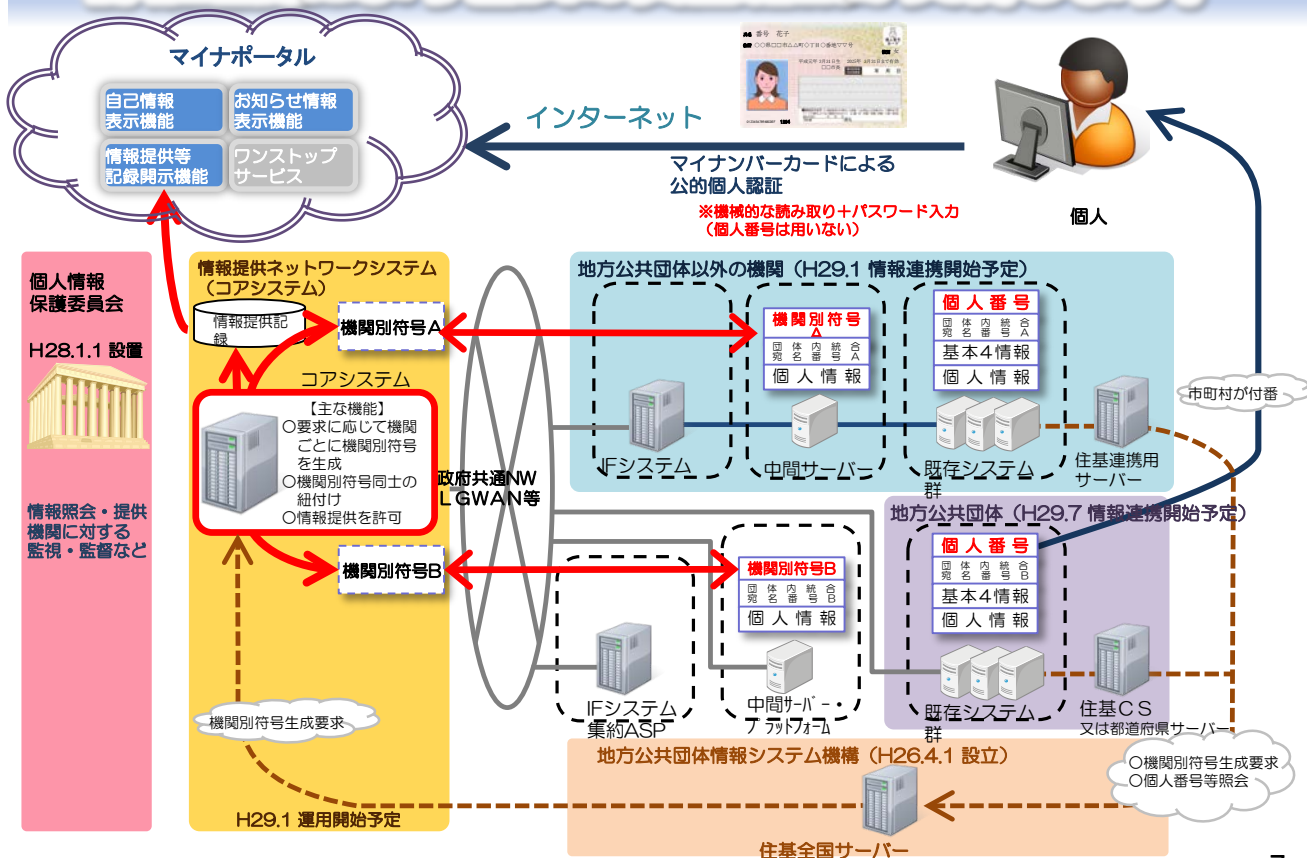 マイナポータル
自己情報
表示機能
お知らせ情報
表示機能
情報提供等
記録開示機能
ワンストップ
サービス
インターネット
番号 花子
マイナンバーカードによる
公的個人認証
※機械的な読み取り＋パスワード入力
（個人番号は用いない）
個人
個人情報
保護委員会
H28.1.1 設置
情報照会・提供
機関に対する
監視・監督など
情報提供ネットワークシステム
（コアシステム）
情報提供記
録
機関別符号A
コアシステム
【主な機能】
○要求に応じて機関
ごとに機関別符号
を生成
○機関別符号同士の
紐付け
○情報提供を許可
機関別符号B
機関別符号生成要求
H29.1 運用開始予定
政府共通NW
LGWAN等
地方公共団体以外の機関（H29.1 情報連携開始予定）
機関別符号
A
団体内統合
宛名番号A
個人情報
個人番号
団体内統合
宛名番号A
基本4情報
個人情報
IFシステム
中間サーバー
既存システム
群
住基連携用
サーバー
市町村が付番
地方公共団体（H29.7 情報連携開始予定）
機関別符号B
団体内統合
宛名番号B
個人情報
個人番号
団体内統合
宛名番号B
基本4情報
個人情報
IFシステム
集約ASP
中間サーバー・
プラットフォーム
既存システム
群
住基CS
又は都道府県サーバー
○機関別符号生成要求
○個人番号等照会
地方公共団体情報システム機構（H26.4.1 設立）
住基全国サーバー